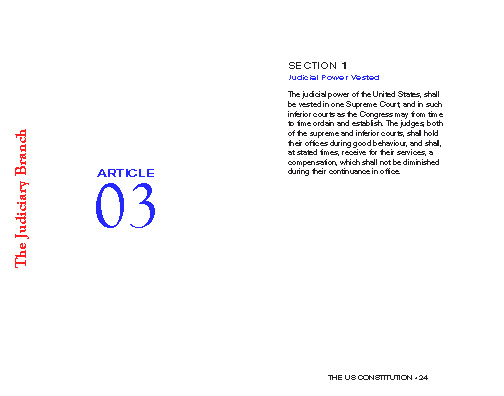 The Judiciary Branch
ARTICLE
03
SECTION 1
Judicial Power Vested
The judicial power of the United States, shall
be vested in one Supreme Court, and in such
inferior courts as the Congress may from time
to time ordain and establish. The judges, both
of the supreme and inferior courts, shall hold
their offices during good behaviour, and shall,
at stated times, receive for their services, a
compensation, which shall not be diminished
during their continuance in office.
THE US CONSTITUTION • 24